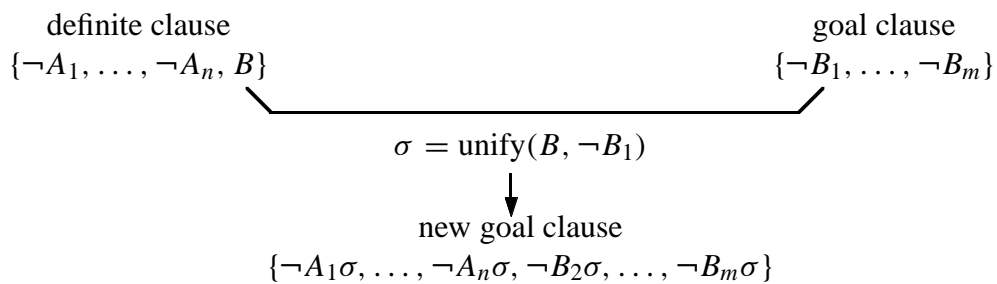 definite clause goal clause
{¬A₁, . . . , ¬Aₙ, B} {¬B₁, . . . , ¬Bₘ}
σ = unify(B, ¬B₁)
new goal clause
{¬A₁σ, . . . , ¬Aₙσ, ¬B₂σ, . . . , ¬Bₘσ}